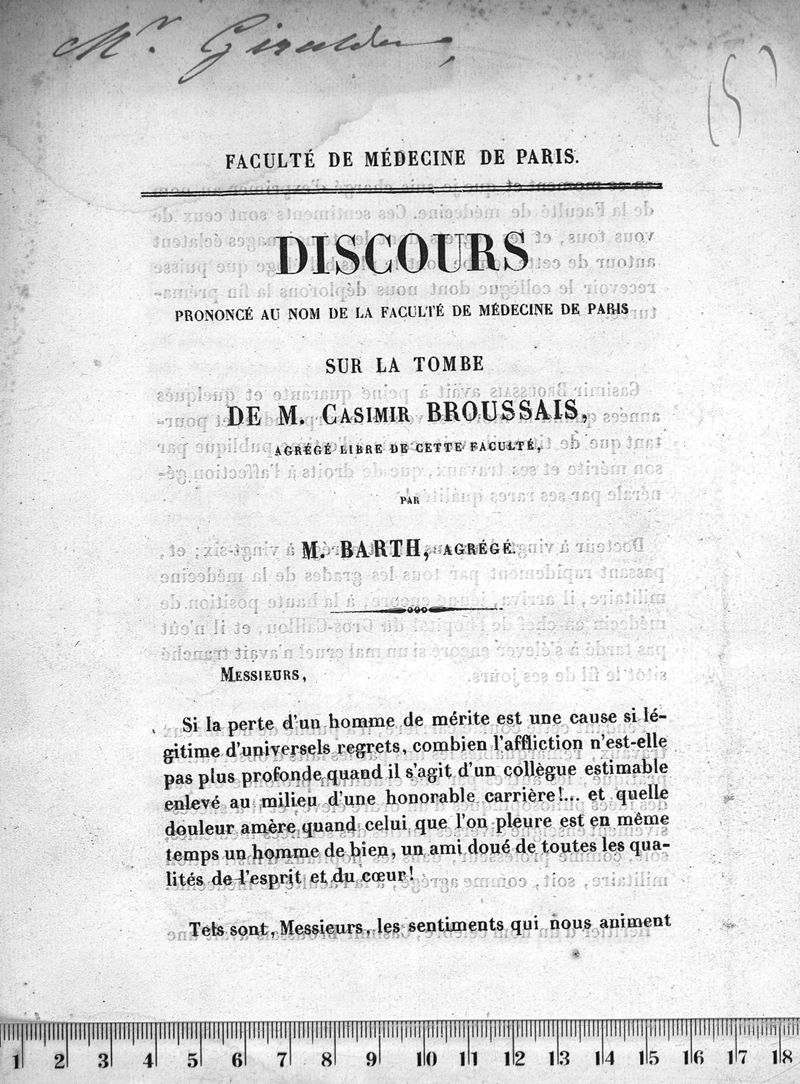 Mr. Giraldès,
(5)
FACULTÉ DE MÉDECINE DE PARIS.
DISCOURS
PRONONCÉ AU NOM DE LA FACULTÉ DE MÉDECINE DE PARIS
SUR LA TOMBE
DE M. CASIMIR BROUSSAIS,
AGRÉGÉ LIBRE DE CETTE FACULTÉ,
PAR
M. BARTH, AGRÉGÉ.
MESSIEURS,
Si la perte d'un homme de mérite est une cause si lé-
gitime d'universels regrets, combien l'affliction n'est-elle
pas plus profonde quand il s'agit d'un collègue estimable
enlevé au milieu d'une honorable carrière!... et quelle
douleur amère quand celui que l'on pleure est en même
temps un homme de bien, un ami doué de toutes les qua-
lités de l'esprit et du cœur!
Tels sont, Messieurs, les sentiments qui nous animent
1 2 3 4 5 6 7 8 9 10 11 12 13 14 15 16 17 18